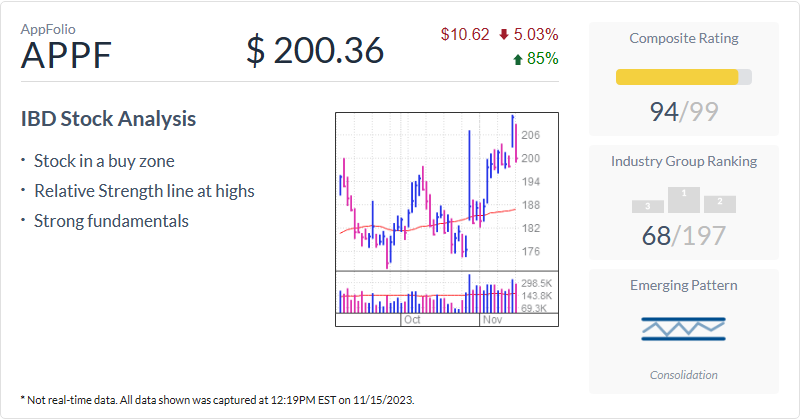 AppFolio
APPF
$ 200.36
$10.62 5.03%
85%
IBD Stock Analysis
• Stock in a buy zone
• Relative Strength line at highs
• Strong fundamentals
206
200
194
188
182
176
298.5K
143.8K
69.3K
Oct
Nov
Composite Rating
94/99
Industry Group Ranking
3
1
2
68/197
Emerging Pattern
Consolidation
* Not real-time data. All data shown was captured at 12:19PM EST on 11/15/2023.